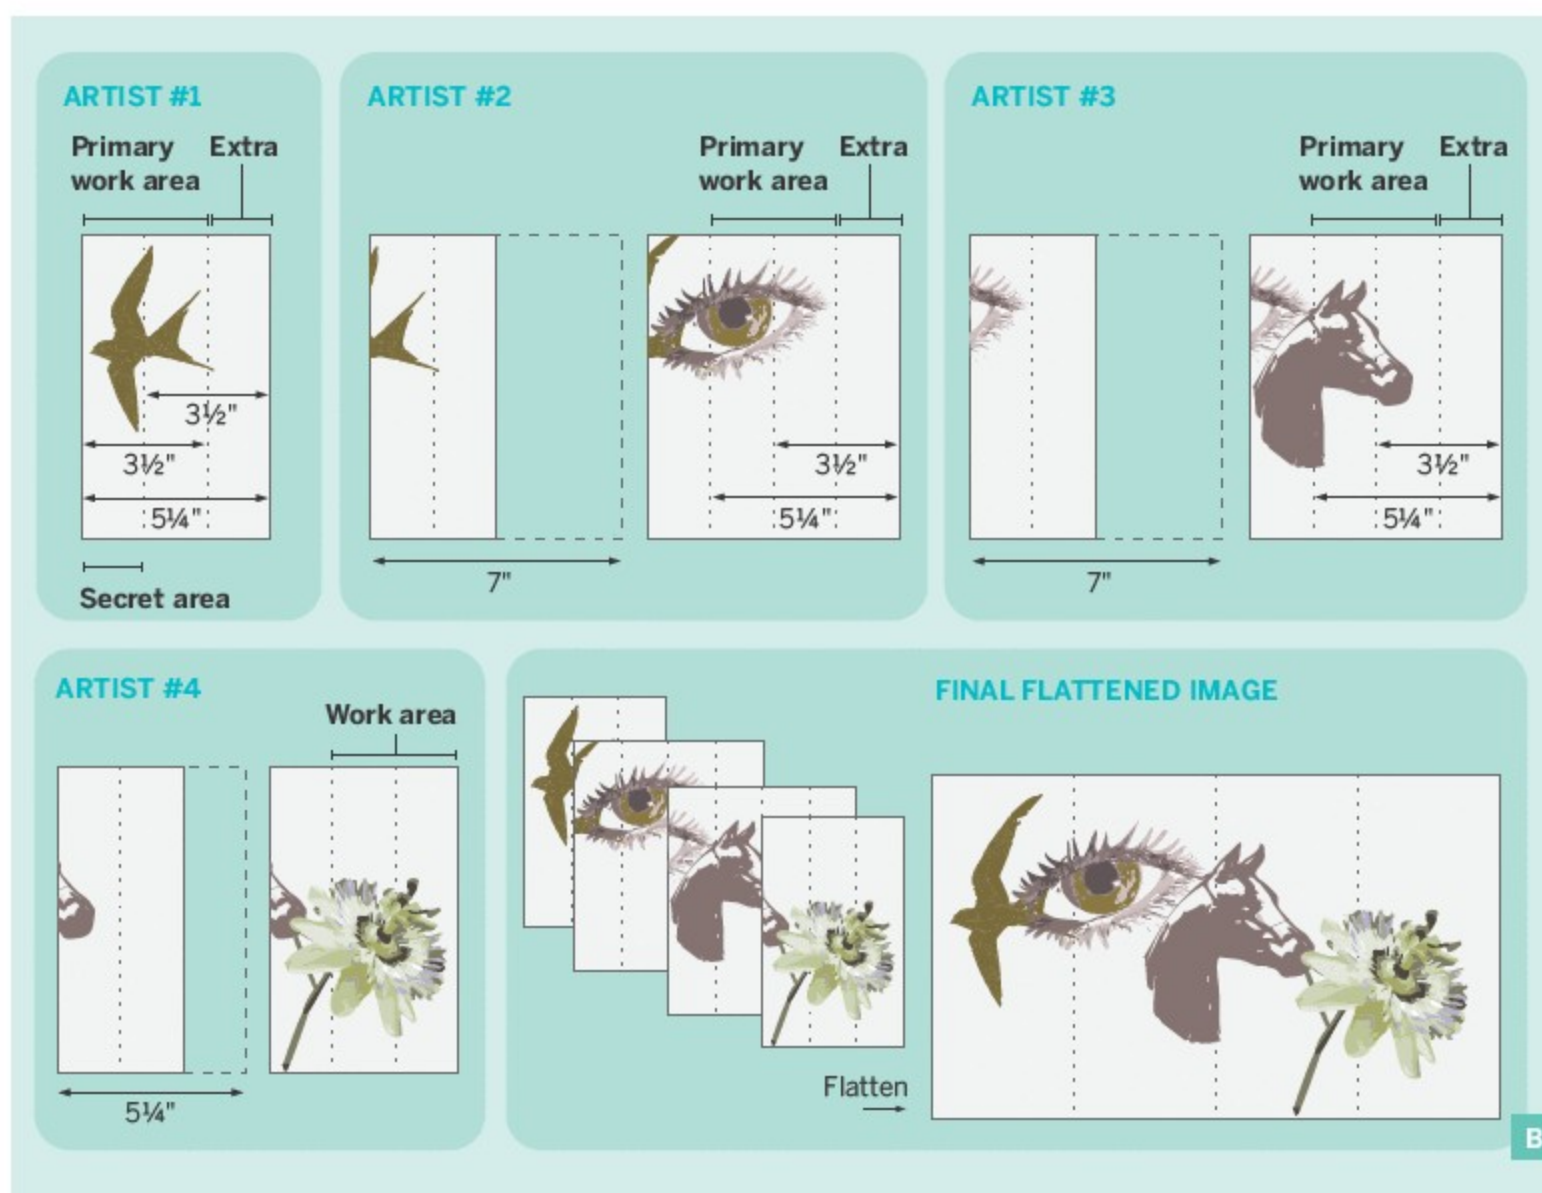 ARTIST #1
Primary
work area
Extra
3½"
3½"
5¼"
Secret area
ARTIST #2
Primary
work area
Extra
3½"
5¼"
7"
ARTIST #3
Primary
work area
Extra
3½"
5¼"
7"
ARTIST #4
Work area
5¼"
FINAL FLATTENED IMAGE
Flatten
B